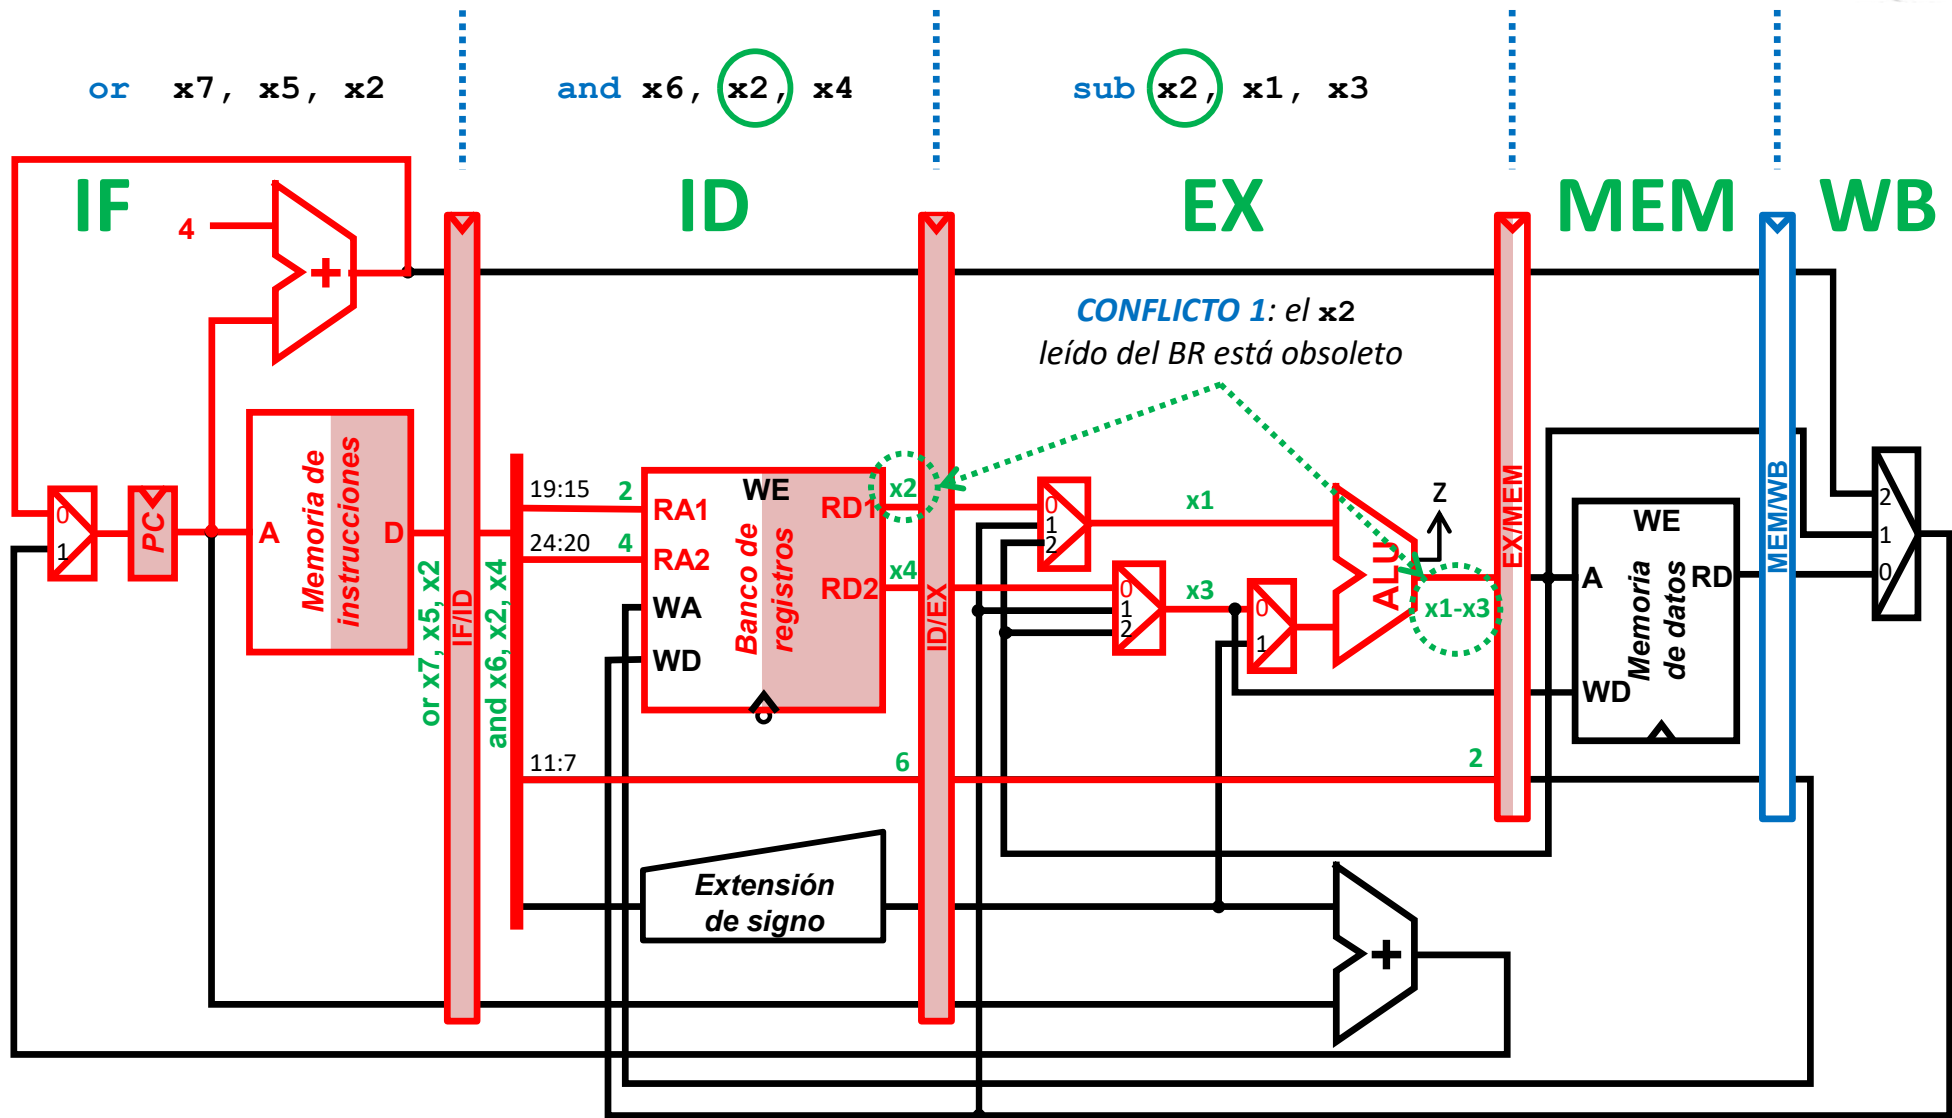 or x7, x5, x2
and x6, x2, x4
sub x2, x1, x3
IF
ID
EX
MEM
WB
4
+
CONFLICTO 1: el x2
leído del BR está obsoleto
0
1
PC
A
Memoria de
instrucciones
D
or x7, x5, x2
IF/ID
and x6, x2, x4
19:15
2
24:20
4
11:7
6
RA1
RA2
WA
WD
WE
Banco de
registros
RD1
RD2
x2
x4
ID/EX
0
1
2
0
1
2
x1
x3
0
1
ALU
Z
x1-x3
2
EX/MEM
A
WD
WE
Memoria
de datos
RD
MEM/WB
2
1
0
Extensión
de signo
+